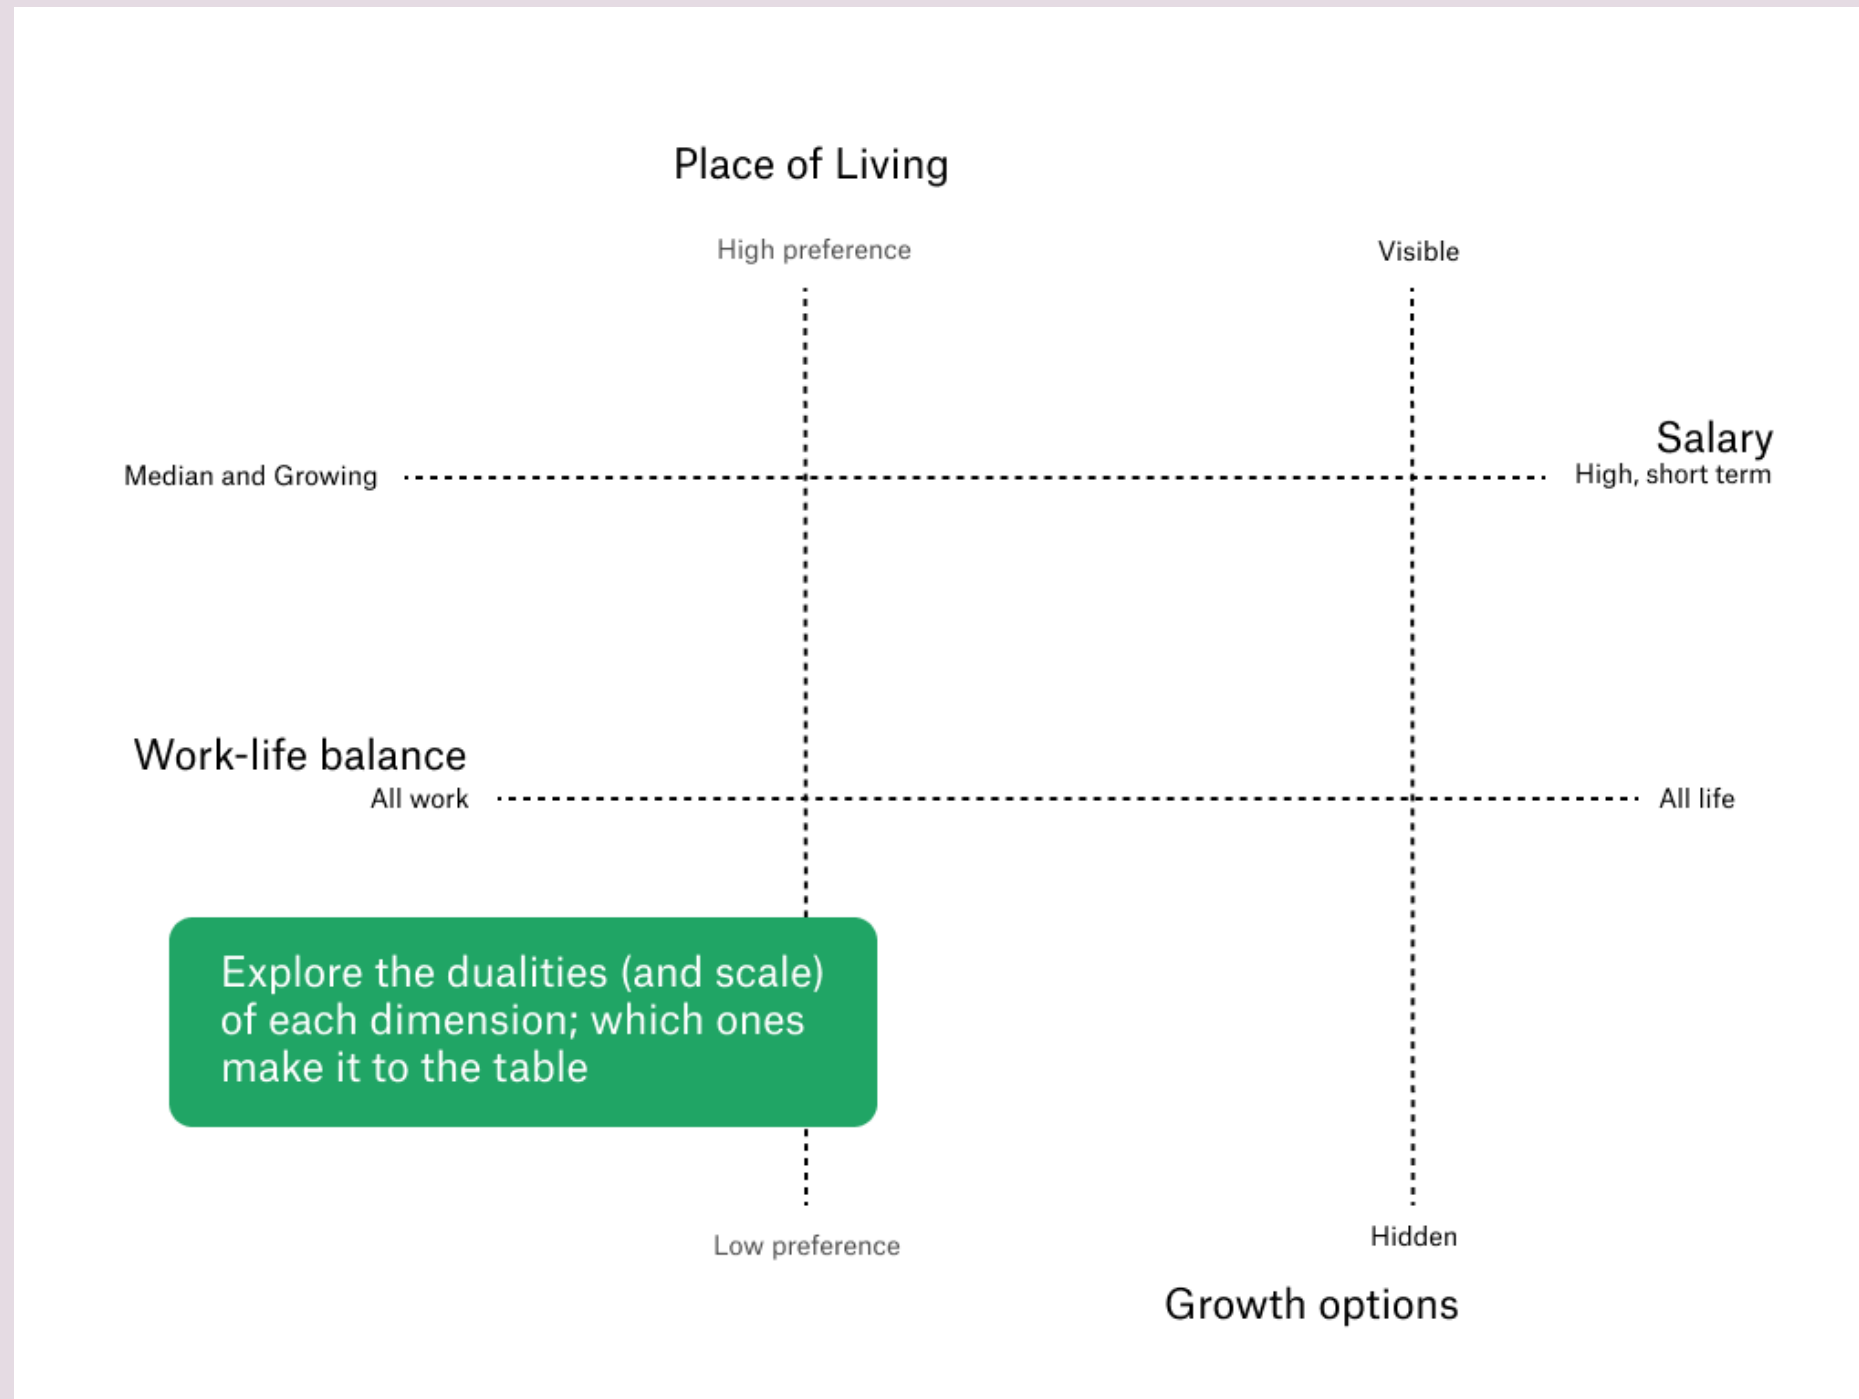 Place of Living
High preference
Visible
Salary
Median and Growing
High, short term
Work-life balance
All work
All life
Explore the dualities (and scale)
of each dimension; which ones
make it to the table
Low preference
Hidden
Growth options